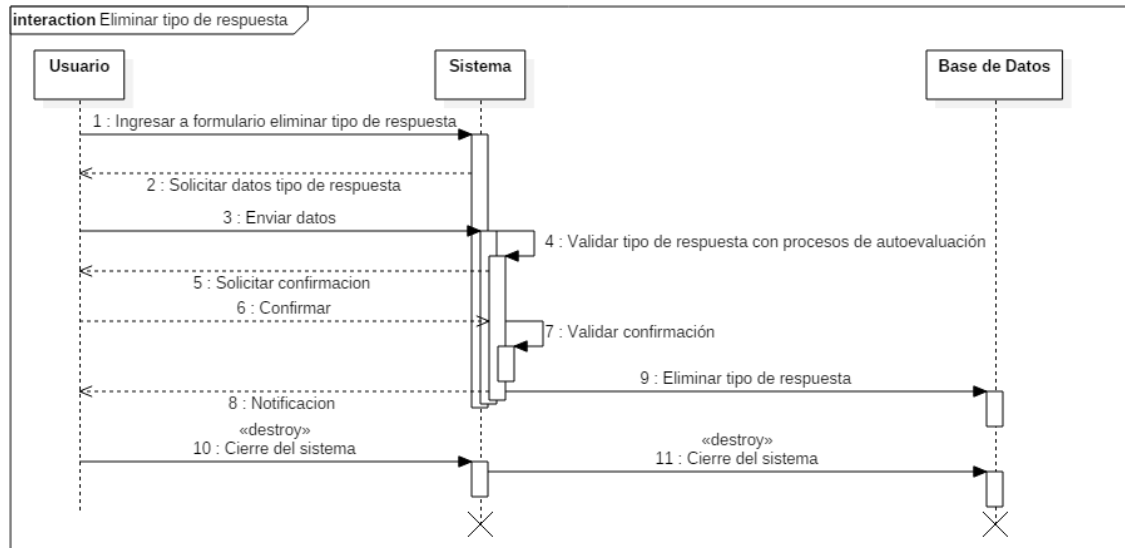 interaction Eliminar tipo de respuesta
Usuario
Sistema
Base de Datos
1 : Ingresar a formulario eliminar tipo de respuesta
2 : Solicitar datos tipo de respuesta
3 : Enviar datos
4 : Validar tipo de respuesta con procesos de autoevaluación
5 : Solicitar confirmacion
6 : Confirmar
7 : Validar confirmación
9 : Eliminar tipo de respuesta
8 : Notificacion
«destroy»
10 : Cierre del sistema
«destroy»
11 : Cierre del sistema